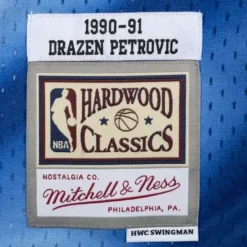 1990-91
DRAZEN PETROVIC
HARDWOOD
NBA
CLASSICS
NOSTALGIA CO.
Mitchell & Ness
PHILADELPHIA, PA.
HWC SWINGMAN